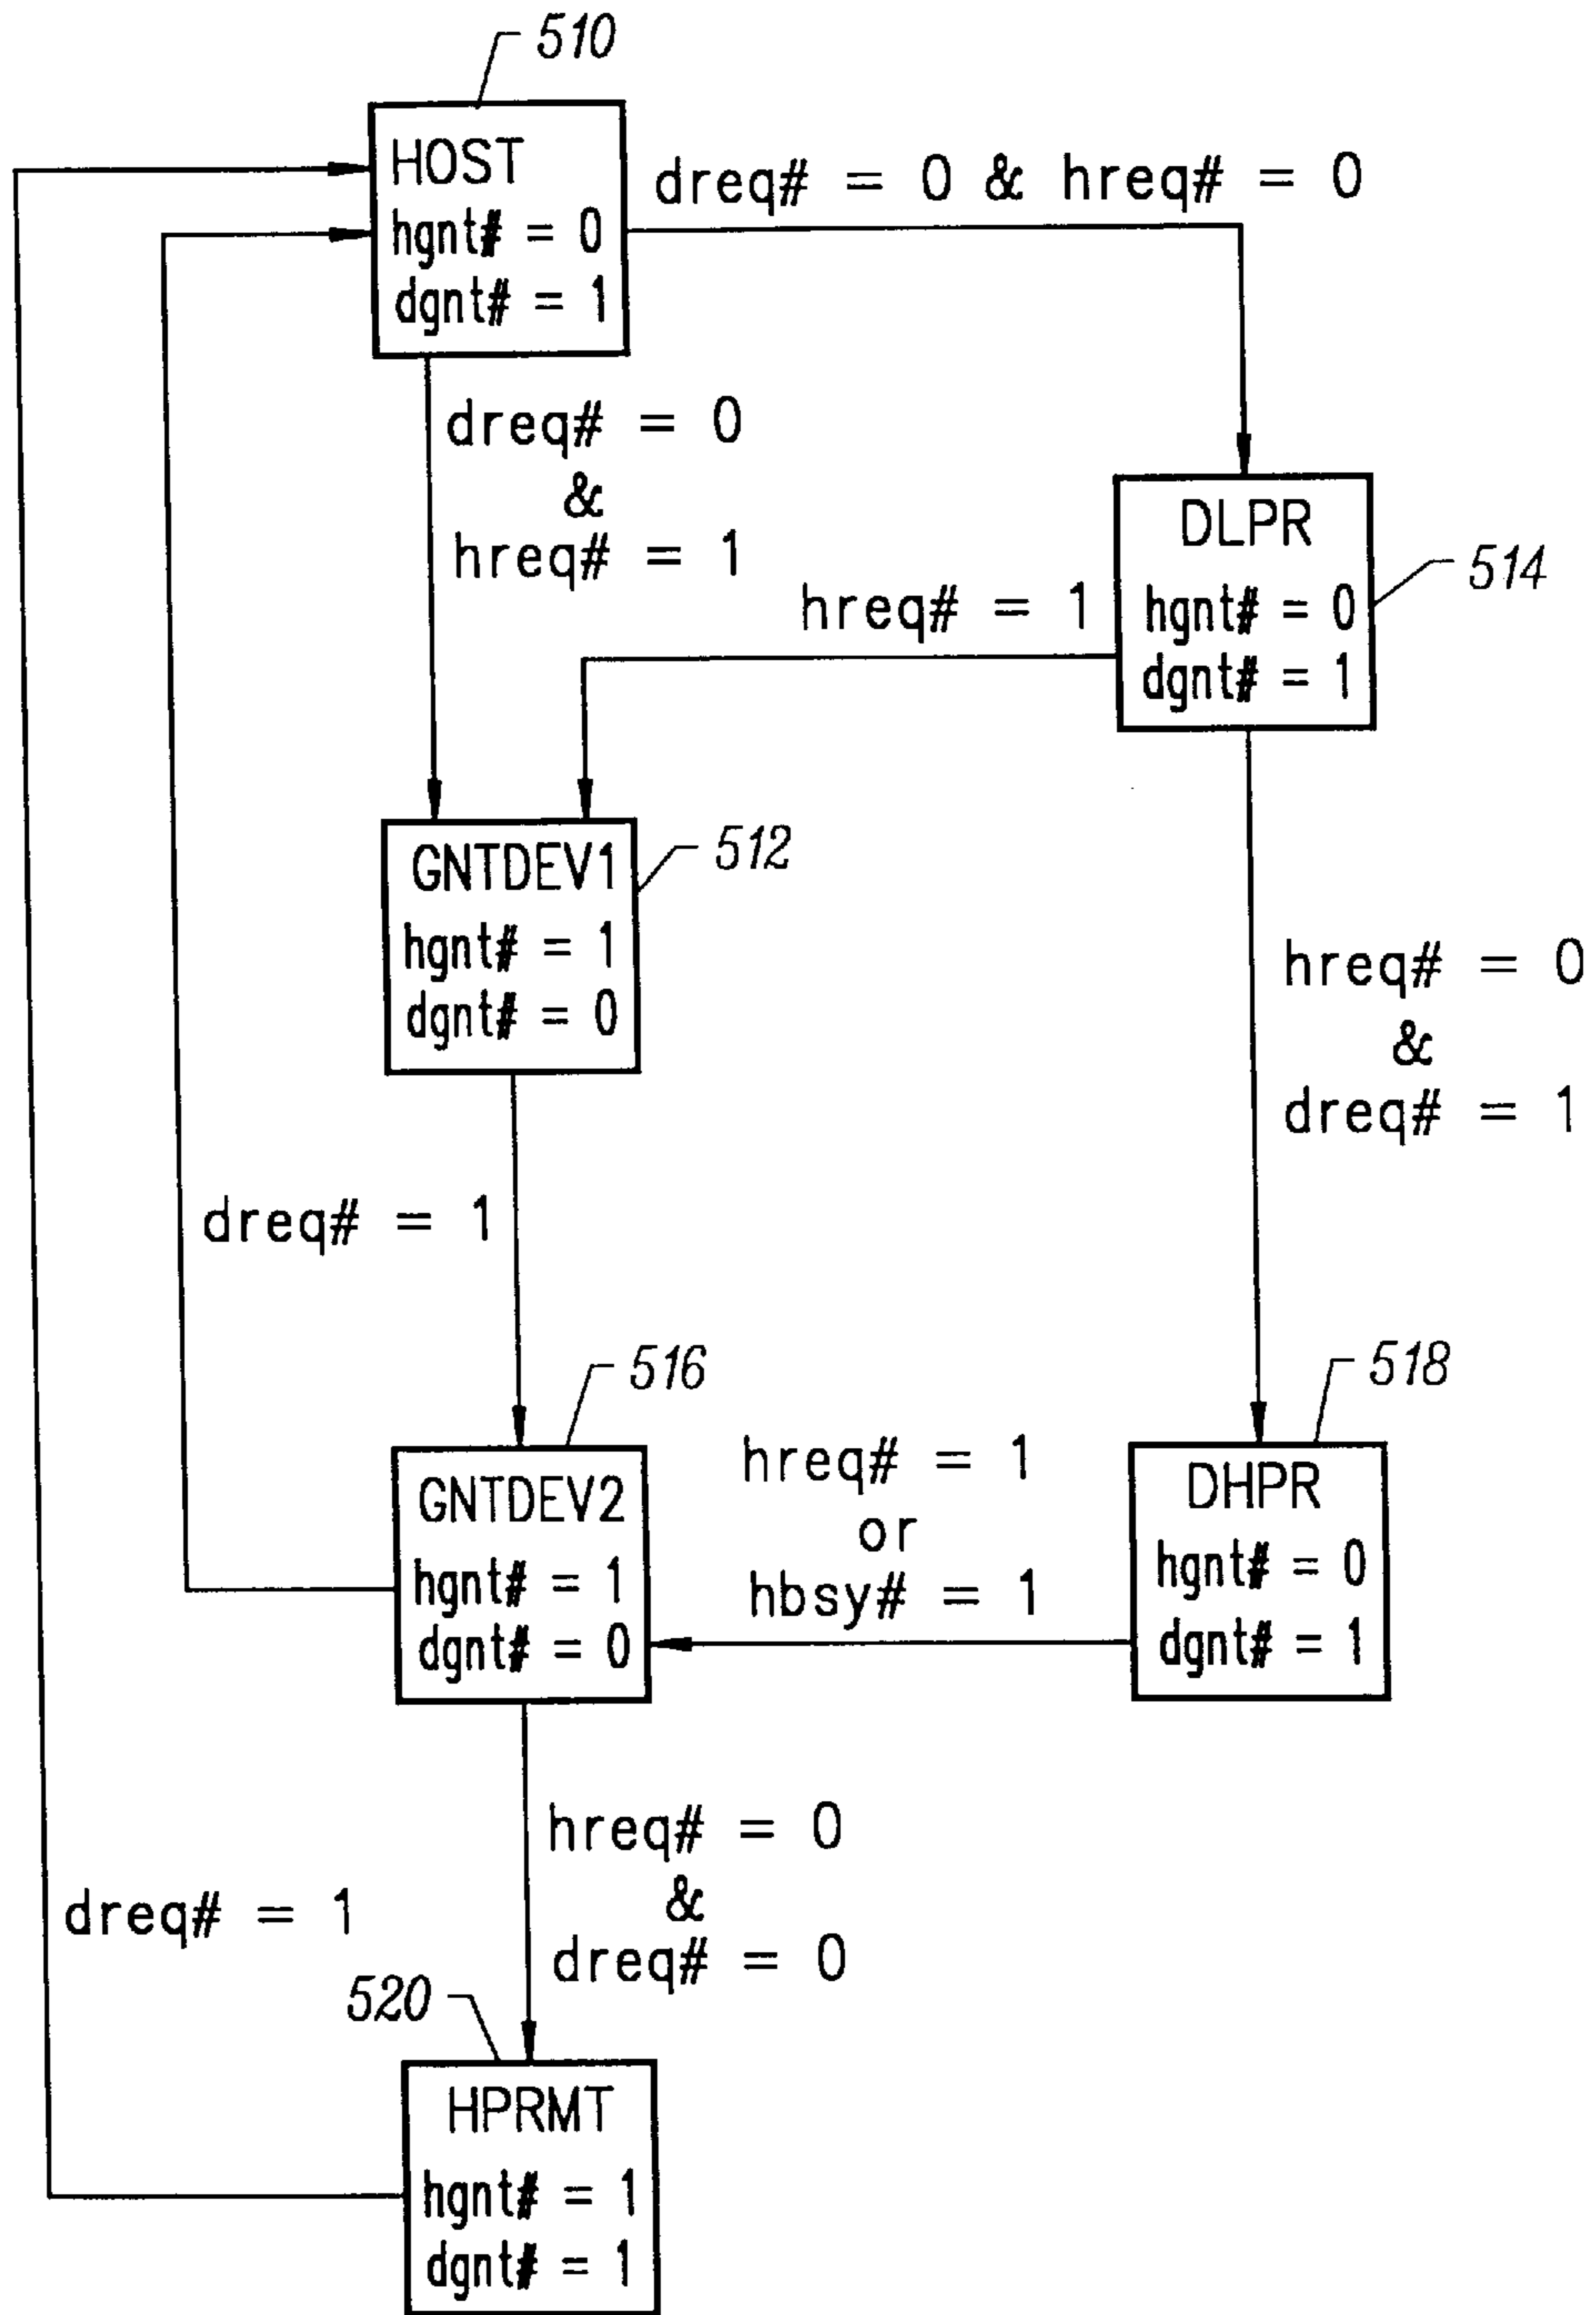 510
HOST
hgnt# = 0
dgnt# = 1
dreq# = 0 & hreq# = 0
dreq# = 0
&
hreq# = 1
DLPR
hgnt# = 0
dgnt# = 1
514
hreq# = 1
GNTDEV1
hgnt# = 1
dgnt# = 0
512
hreq# = 0
&
dreq# = 1
dreq# = 1
516
GNTDEV2
hgnt# = 1
dgnt# = 0
hreq# = 1
or
hbsy# = 1
518
DHPR
hgnt# = 0
dgnt# = 1
hreq# = 0
&
dreq# = 0
dreq# = 1
520
HPRMT
hgnt# = 1
dgnt# = 1